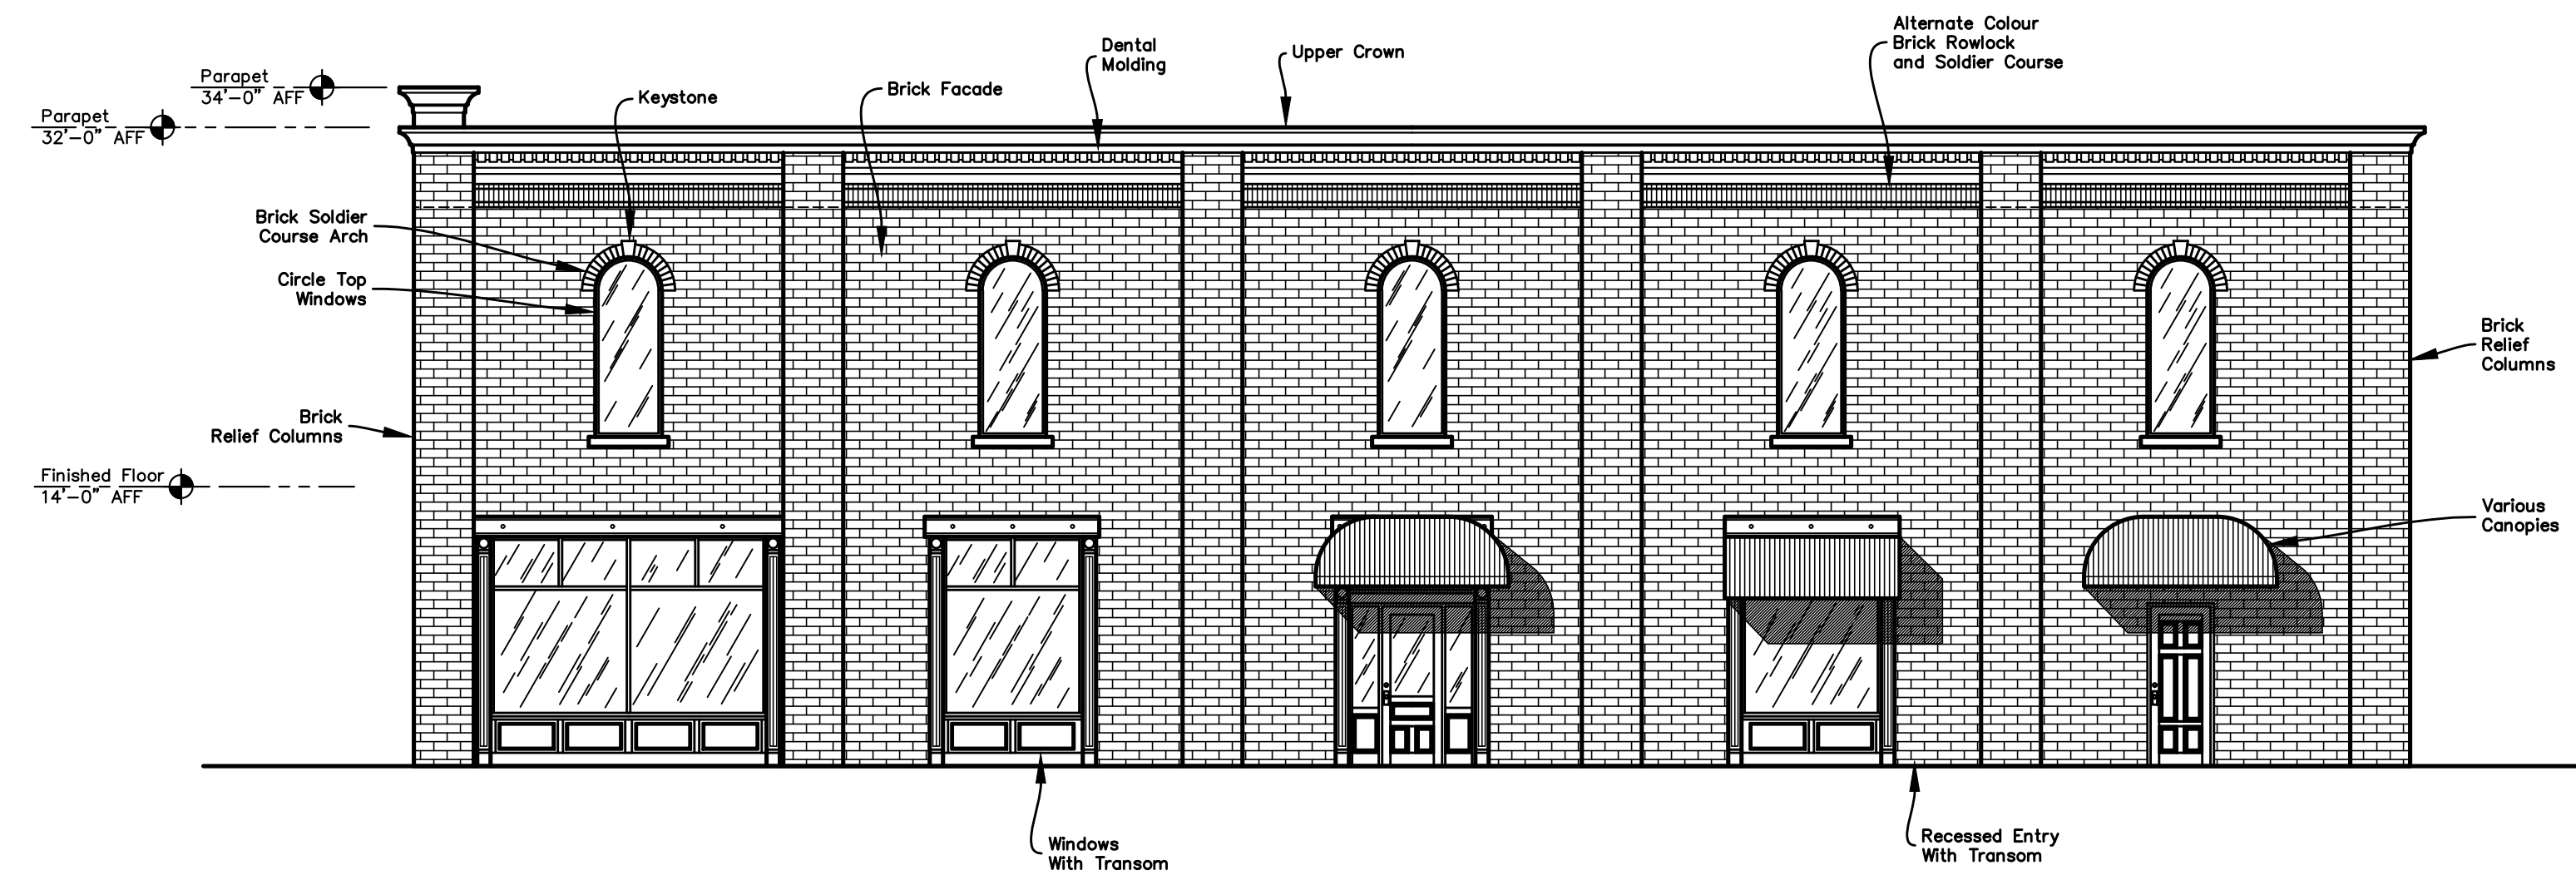 Alternate Colour
Brick Rowlock
and Soldier Course
Dental
Molding
Upper Crown
Parapet
34'-0" AFF
Brick Facade
Keystone
Parapet
32'-0" AFF
Brick Soldier
Course Arch
Circle Top
Windows
Brick
Relief
Columns
Brick
Relief Columns
Finished Floor
14'-0" AFF
Various
Canopies
Windows
With Transom
Recessed Entry
With Transom